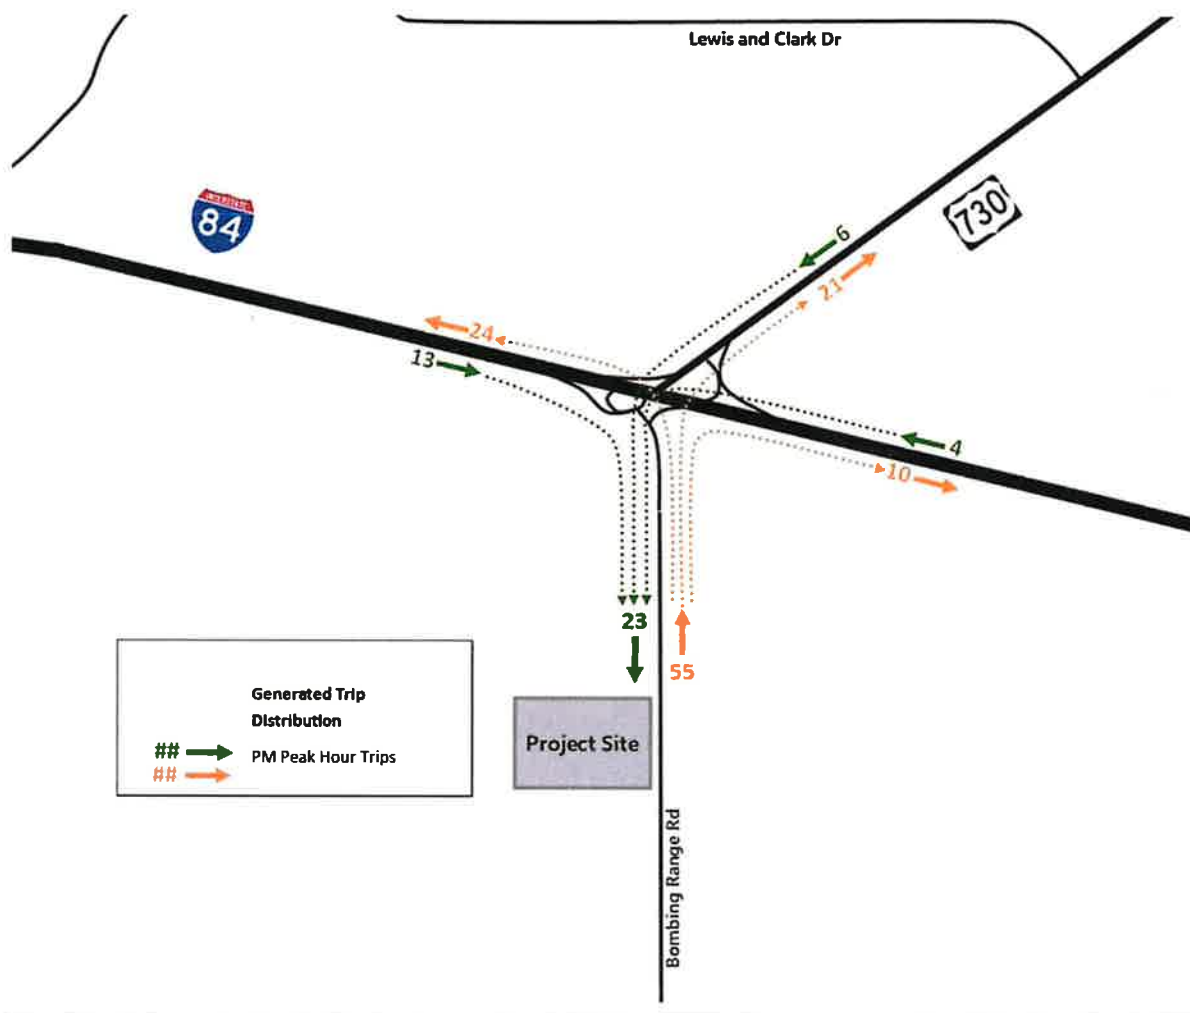 Lewis and Clark Dr
INTERSTATE
84
730
6
21
24
13
4
10
23
55
Generated Trip
Distribution
## PM Peak Hour Trips
##
Project Site
Bombing Range Rd